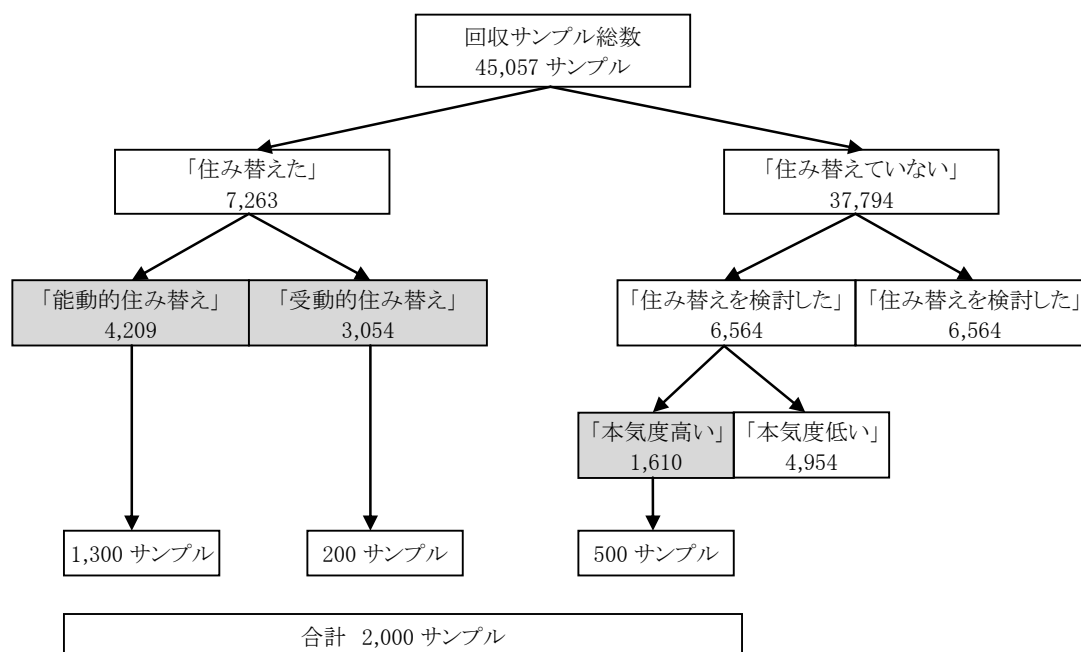 回収サンプル総数
45,057 サンプル
「住み替えた」
7,263
「住み替えていない」
37,794
「能動的住み替え」
4,209
「受動的住み替え」
3,054
「住み替えを検討した」
6,564
「住み替えを検討した」
6,564
「本気度高い」
1,610
「本気度低い」
4,954
1,300 サンプル
200 サンプル
500 サンプル
合計 2,000 サンプル